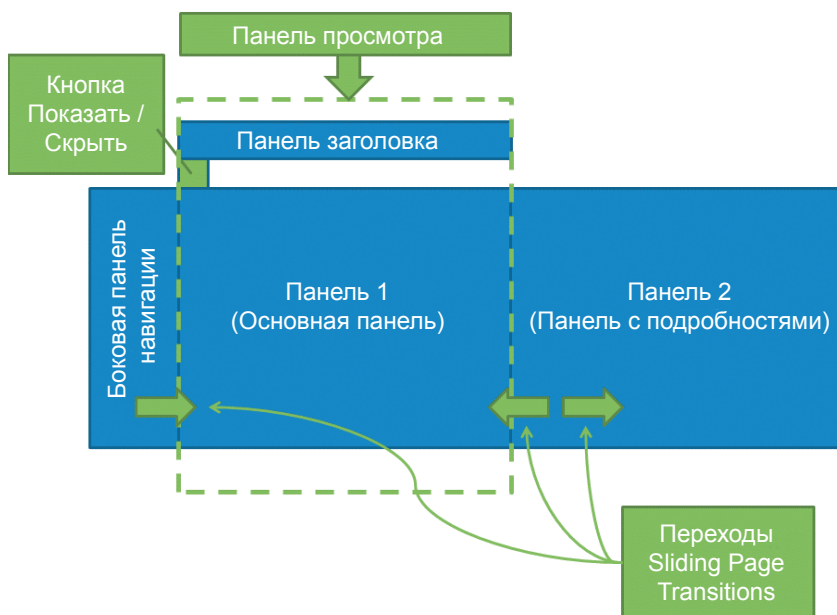 Панель просмотра
Кнопка
Показать /
Скрыть
Панель заголовка
Боковая панель
навигации
Панель 1
(Основная панель)
Панель 2
(Панель с подробностями)
Переходы
Sliding Page
Transitions